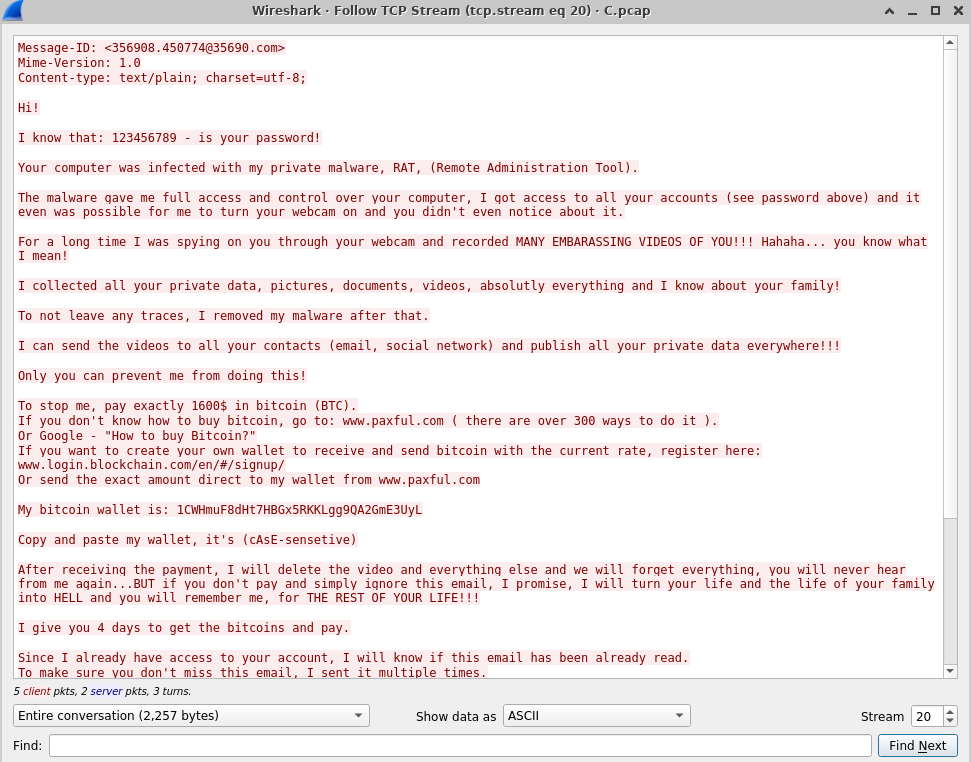 Wireshark · Follow TCP Stream (tcp.stream eq 20) · C.pcap
Message-ID: <356908.450774@35690.com>
Mime-Version: 1.0
Content-type: text/plain; charset=utf-8;
Hi!
I know that: 123456789 - is your password!
Your computer was infected with my private malware, RAT, (Remote Administration Tool).
The malware gave me full access and control over your computer, I got access to all your accounts (see password above) and it
even was possible for me to turn your webcam on and you didn't even notice about it.
For a long time I was spying on you through your webcam and recorded MANY EMBARASSING VIDEOS OF YOU!!! Hahaha... you know what
I mean!
I collected all your private data, pictures, documents, videos, absolutly everything and I know about your family!
To not leave any traces, I removed my malware after that.
I can send the videos to all your contacts (email, social network) and publish all your private data everywhere!!!
Only you can prevent me from doing this!
To stop me, pay exactly 1600$ in bitcoin (BTC).
If you don't know how to buy bitcoin, go to: www.paxful.com ( there are over 300 ways to do it ).
Or Google - "How to buy Bitcoin?"
If you want to create your own wallet to receive and send bitcoin with the current rate, register here:
www.login.blockchain.com/en/#/signup/
Or send the exact amount direct to my wallet from www.paxful.com
My bitcoin wallet is: 1CWHmuF8dHt7HBGx5RKKLgg9QA2GmE3UyL
Copy and paste my wallet, it's (cAsE-sensetive)
After receiving the payment, I will delete the video and everything else and we will forget everything, you will never hear
from me again...BUT if you don't pay and simply ignore this email, I promise, I will turn your life and the life of your family
into HELL and you will remember me, for THE REST OF YOUR LIFE!!!
I give you 4 days to get the bitcoins and pay.
Since I already have access to your account, I will know if this email has been already read.
To make sure you don't miss this email, I sent it multiple times.
5 client pkts, 2 server pkts, 3 turns.
Entire conversation (2,257 bytes) Show data as ASCII Stream 20
Find: Find Next